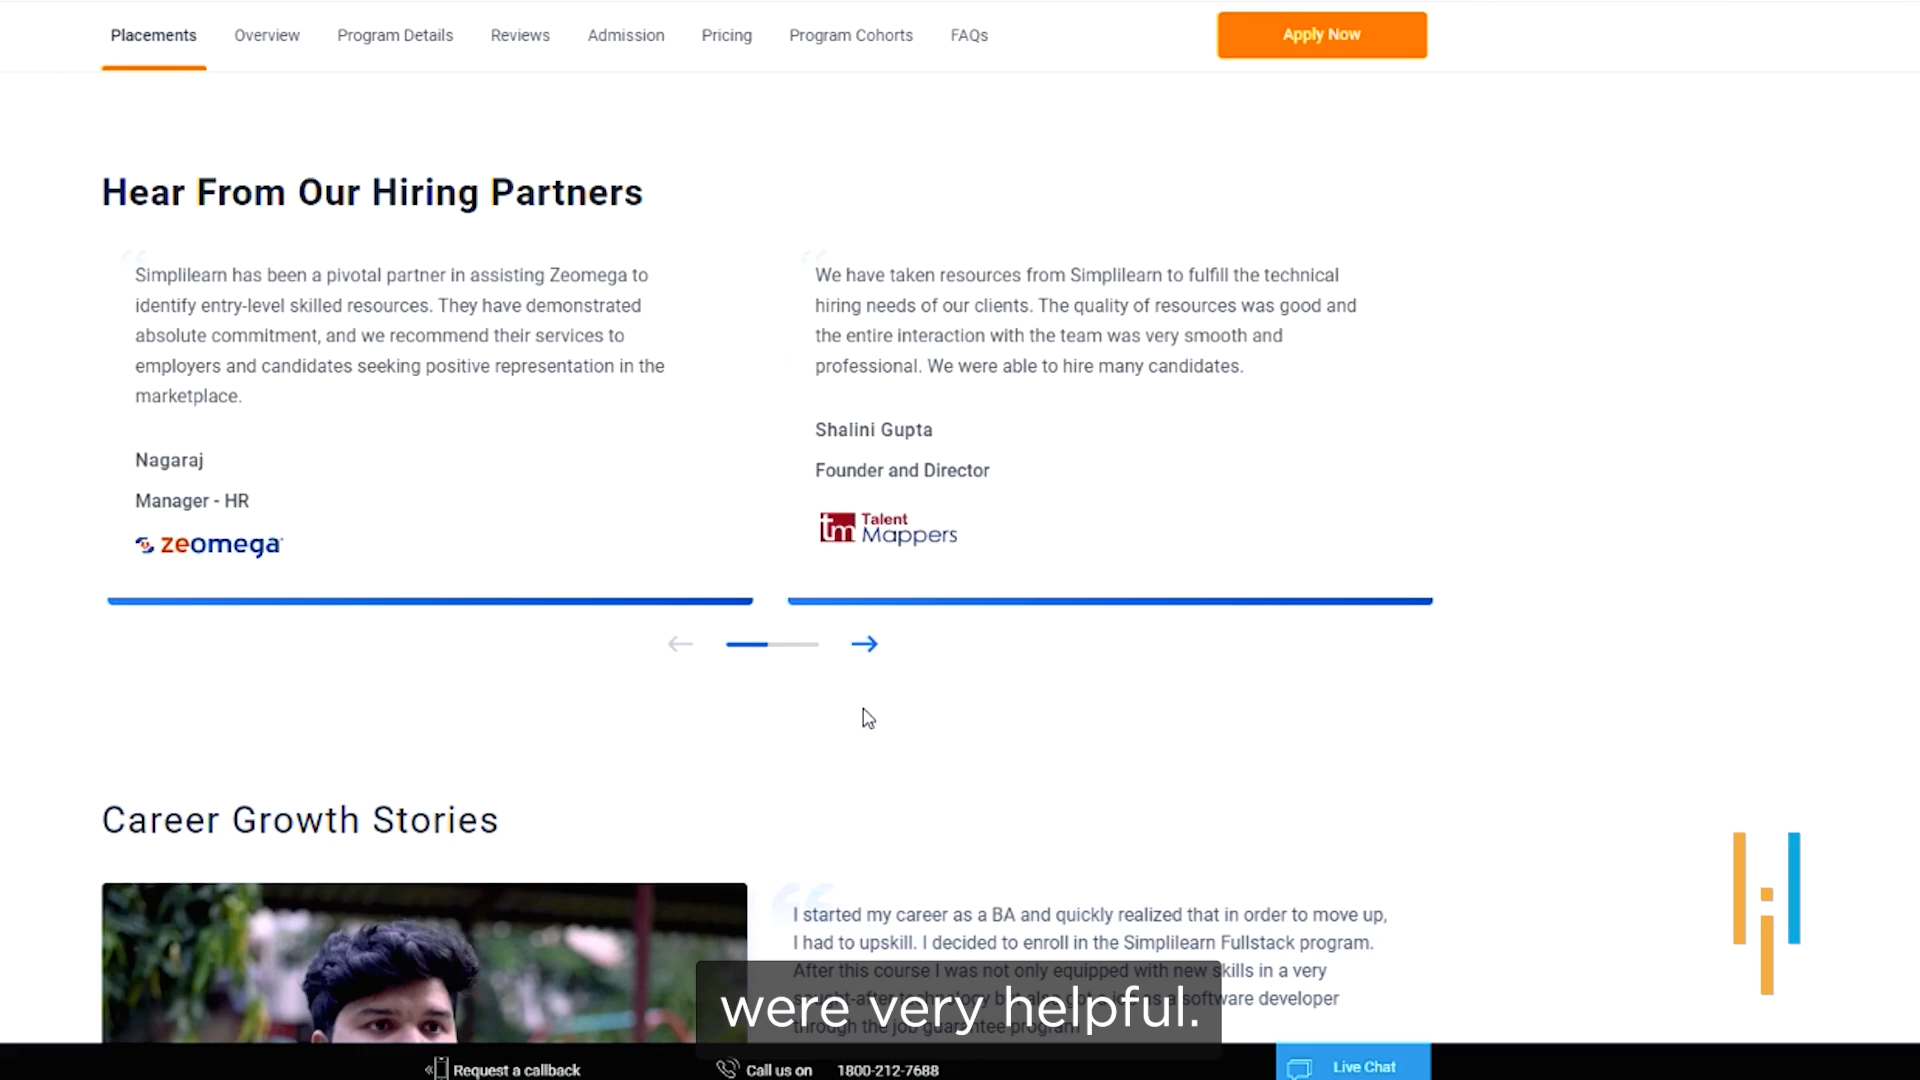 Placements Overview Program Details Reviews Admission Pricing Program Cohorts FAQs Apply Now
Hear From Our Hiring Partners
Simplilearn has been a pivotal partner in assisting Zeomega to
identify entry-level skilled resources. They have demonstrated
absolute commitment, and we recommend their services to
employers and candidates seeking positive representation in the
marketplace.
Nagaraj
Manager - HR
zeomega
We have taken resources from Simplilearn to fulfill the technical
hiring needs of our clients. The quality of resources was good and
the entire interaction with the team was very smooth and
professional. We were able to hire many candidates.
Shalini Gupta
Founder and Director
tm Talent
Mappers
Career Growth Stories
I started my career as a BA and quickly realized that in order to move up,
I had to upskill. I decided to enroll in the Simplilearn Fullstack program.
After this course I was not only equipped with new skills in a very
software developer
through the job guarantee program
were very helpful.
Request a callback Call us on 1800-212-7688 Live Chat